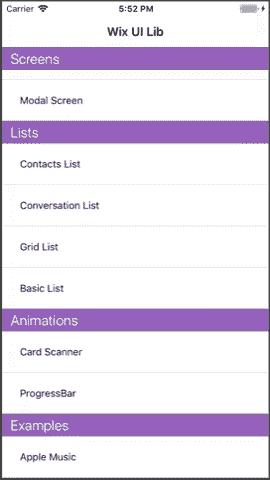 Carrier 5:52 PM
Wix UI Lib
Screens
Modal Screen
Lists
Contacts List
Conversation List
Grid List
Basic List
Animations
Card Scanner
ProgressBar
Examples
Apple Music